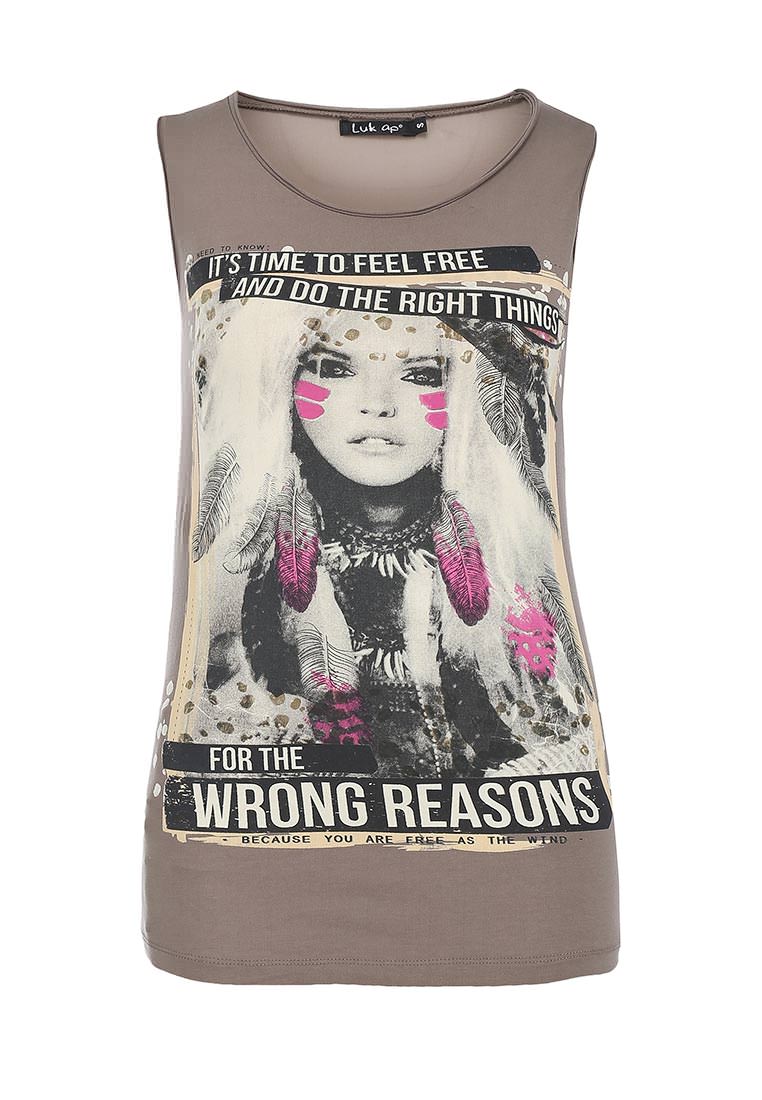 Luk ap°
S
NEED TO KNOW:
IT'S TIME TO FEEL FREE
AND DO THE RIGHT THINGS
FOR THE
WRONG REASONS
- BECAUSE YOU ARE FREE AS THE WIND -